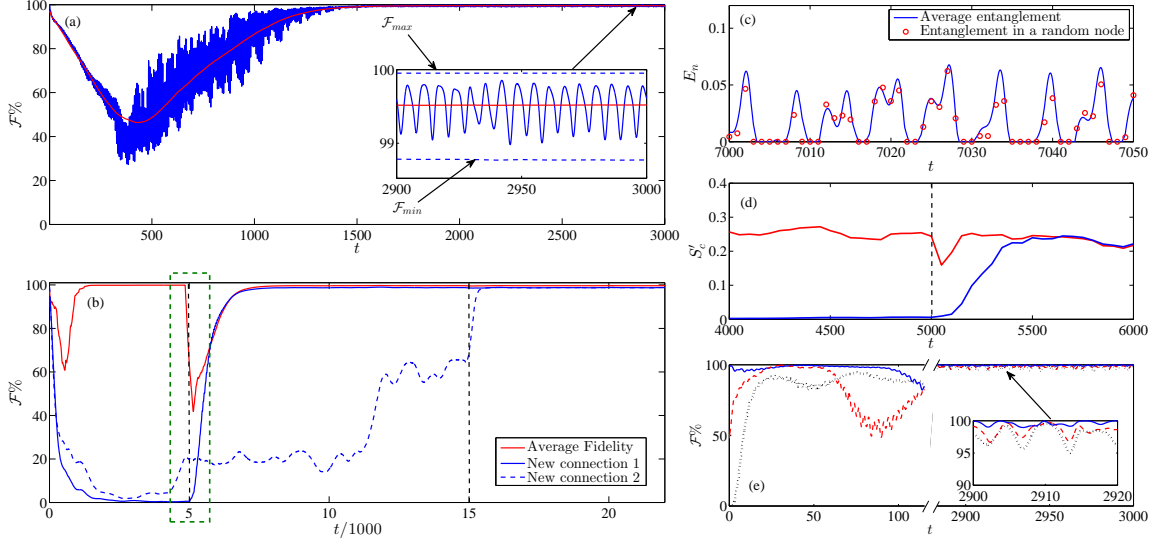 (a)
100
80
60
40
20
0
500
1000
1500
2000
2500
3000
t
F%
F_max
F_min
100
99
2900
2950
3000
(b)
100
80
60
40
20
0
0
5
10
15
20
t/1000
F%
Average Fidelity
New connection 1
New connection 2
(c)
Average entanglement
Entanglement in a random node
E_n
0.1
0.05
0
7000
7010
7020
7030
7040
7050
t
(d)
S'_c
0.4
0.3
0.2
0.1
0
4000
4500
5000
5500
6000
t
(e)
F%
100
50
0
0
50
100
2900
2950
3000
t
100
95
90
2900
2910
2920